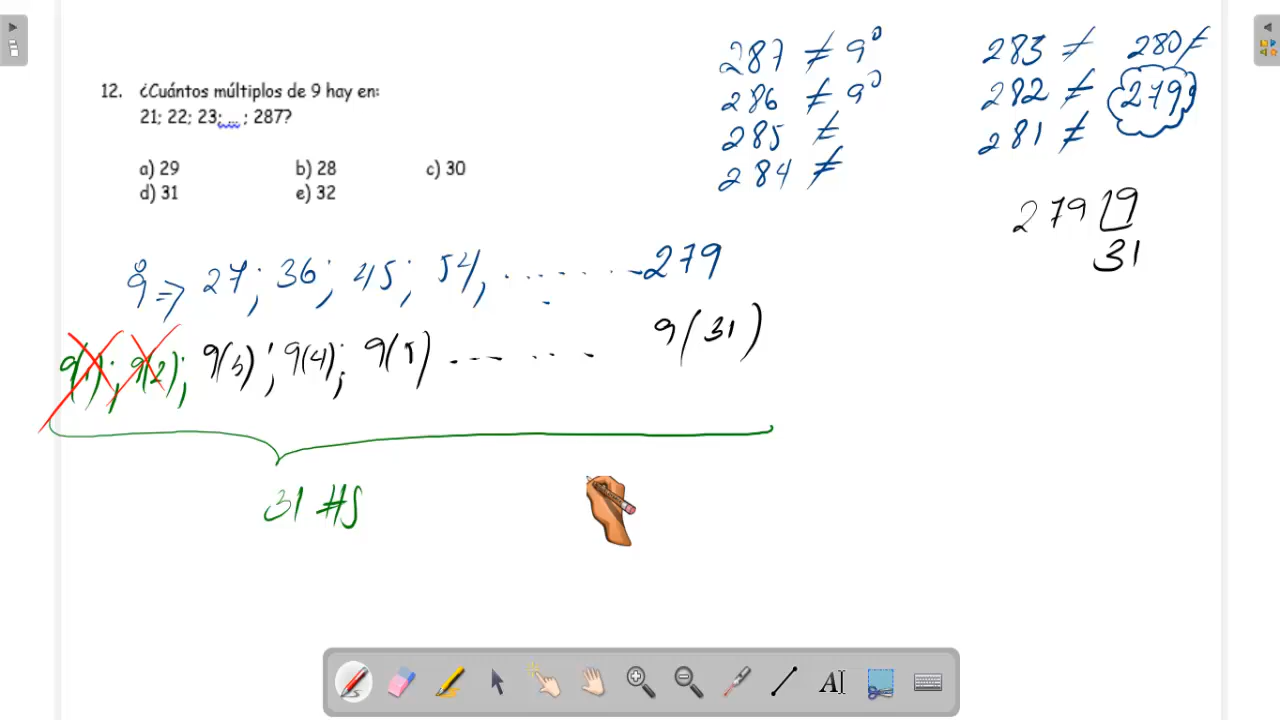 12. ¿Cuántos múltiplos de 9 hay en:
21; 22; 23; ... ; 287?
a) 29 b) 28 c) 30
d) 31 e) 32
287 ≠ 9°
286 ≠ 9°
285 ≠
284 ≠
283 ≠ 280 ≠
282 ≠ 279
281 ≠
279 9
31
9° => 27; 36; 45; 54, ........ 279
9(1); 9(2); 9(3); 9(4); 9(5) ........ 9(31)
31 #S
A